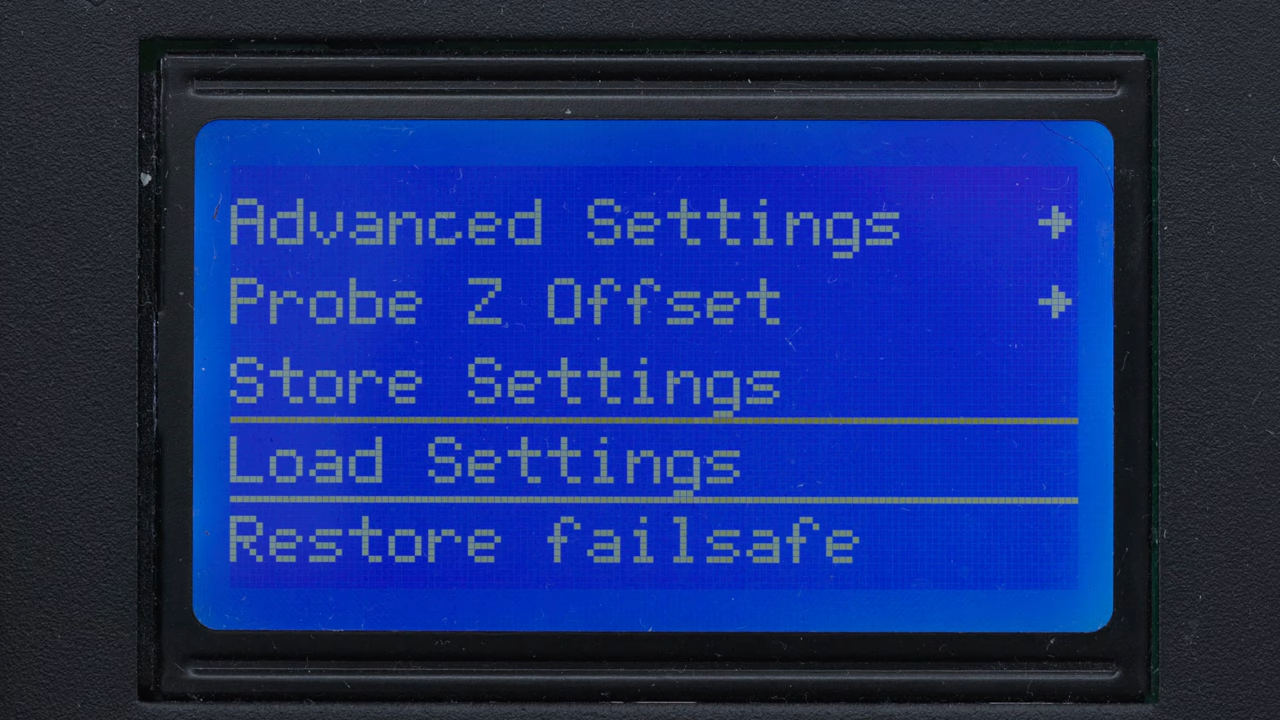 Advanced Settings →
Probe Z Offset →
Store Settings
Load Settings
Restore failsafe